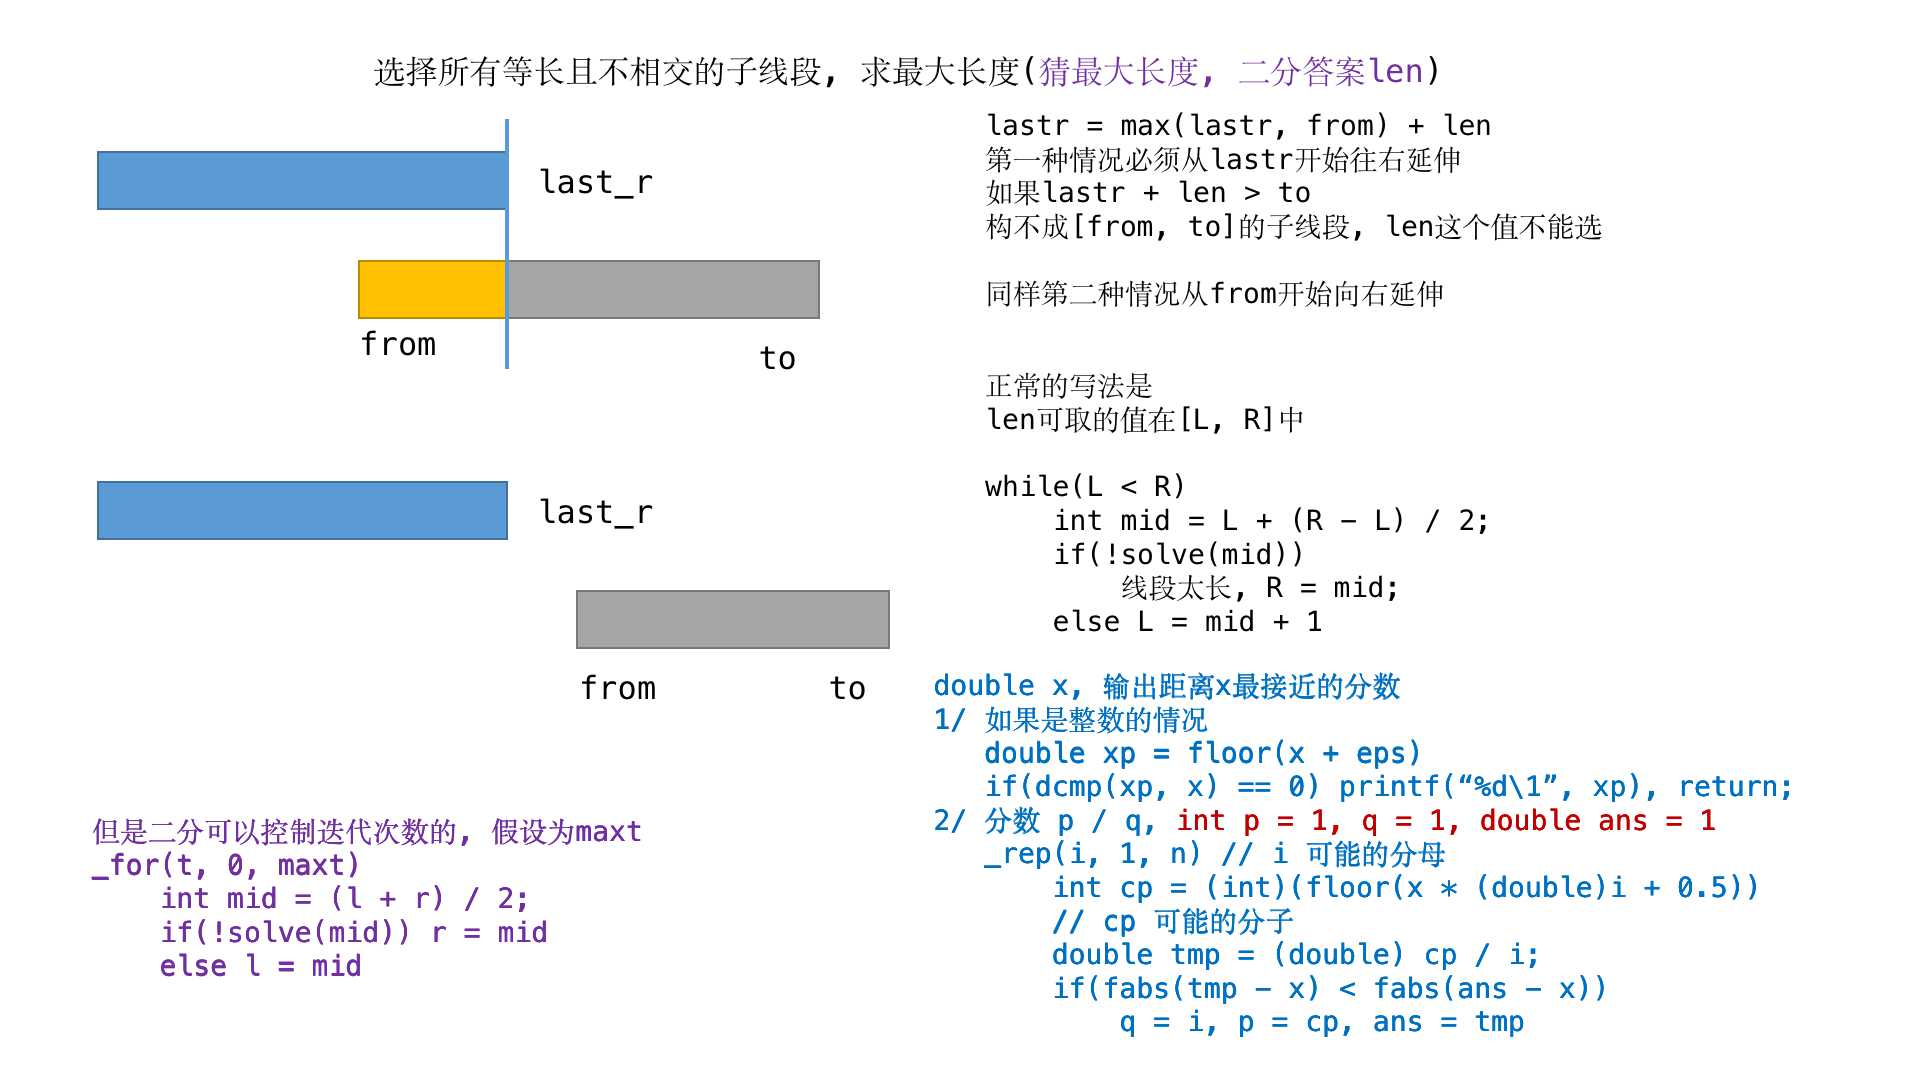 选择所有等长且不相交的子线段, 求最大长度(猜最大长度, 二分答案len)
last_r
from
to
last_r
from
to
lastr = max(lastr, from) + len
第一种情况必须从lastr开始往右延伸
如果lastr + len > to
构不成[from, to]的子线段, len这个值不能选
同样第二种情况从from开始向右延伸
正常的写法是
len可取的值在[L, R]中
while(L < R)
    int mid = L + (R - L) / 2;
    if(!solve(mid))
        线段太长, R = mid;
    else L = mid + 1
但是二分可以控制迭代次数的, 假设为maxt
_for(t, 0, maxt)
    int mid = (l + r) / 2;
    if(!solve(mid)) r = mid
    else l = mid
double x, 输出距离x最接近的分数
1/ 如果是整数的情况
   double xp = floor(x + eps)
   if(dcmp(xp, x) == 0) printf(“%d\1”, xp), return;
2/ 分数 p / q, int p = 1, q = 1, double ans = 1
   _rep(i, 1, n) // i 可能的分母
       int cp = (int)(floor(x * (double)i + 0.5))
       // cp 可能的分子
       double tmp = (double) cp / i;
       if(fabs(tmp - x) < fabs(ans - x))
           q = i, p = cp, ans = tmp